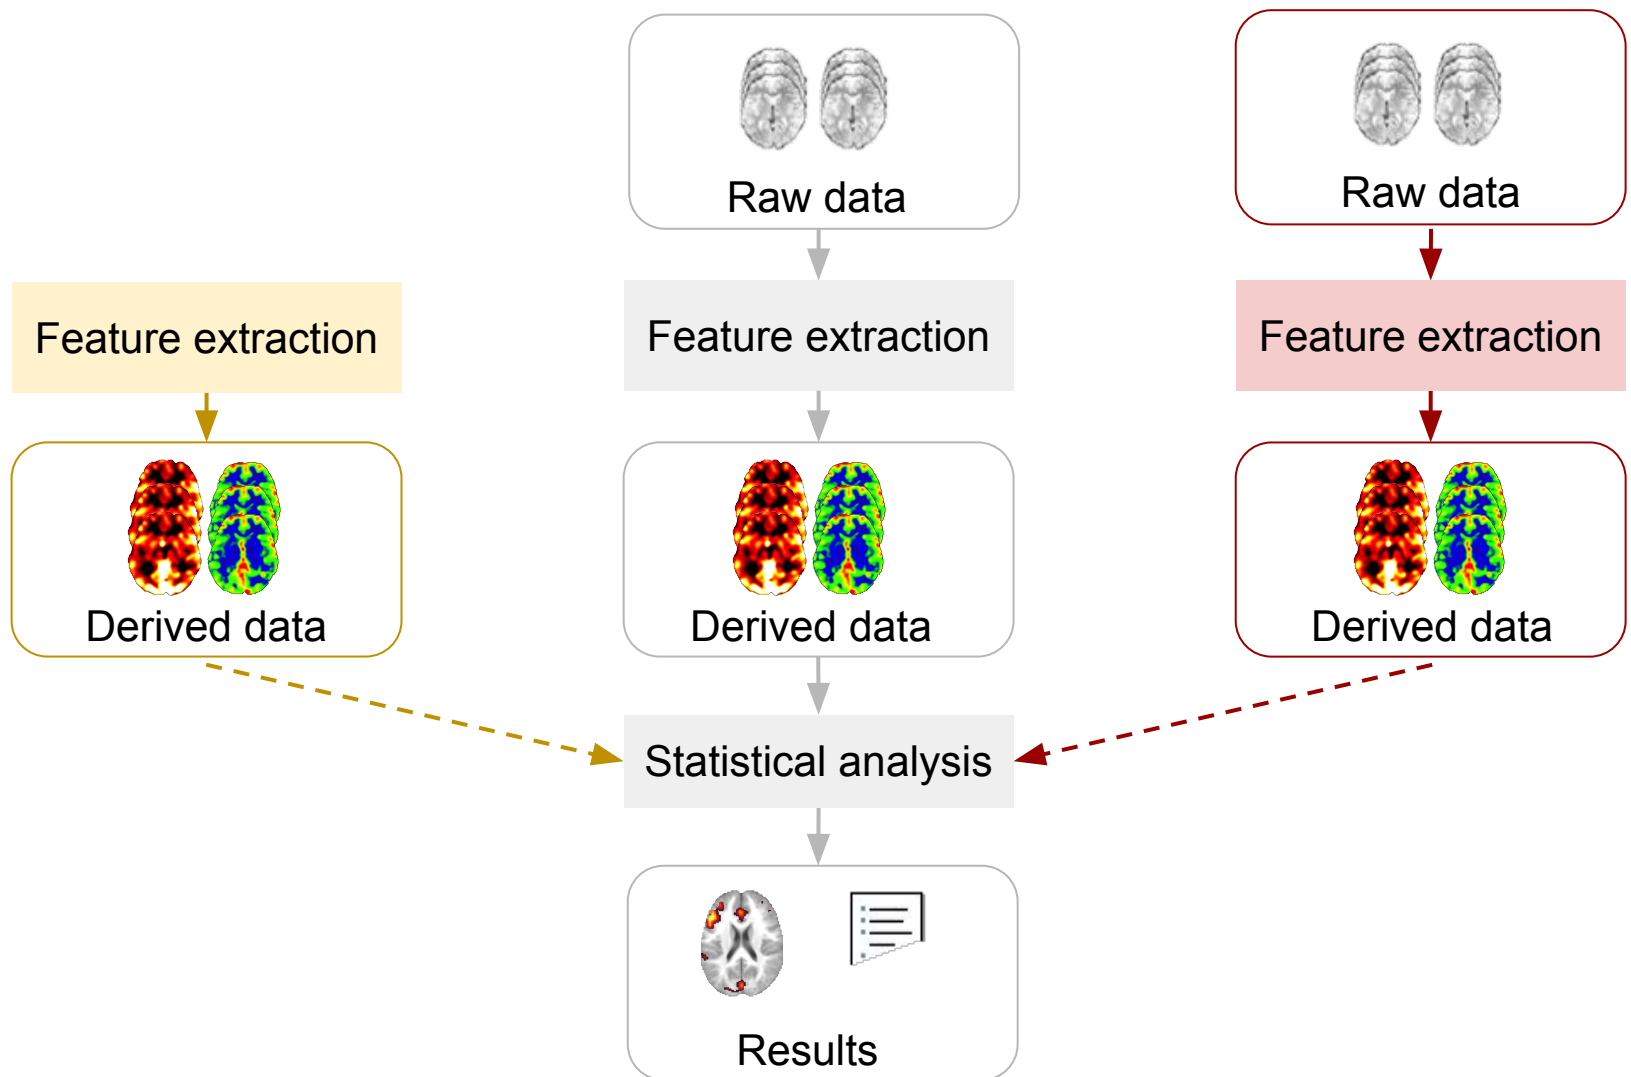 Raw data
Raw data
Feature extraction
Feature extraction
Feature extraction
Derived data
Derived data
Derived data
Statistical analysis
Results